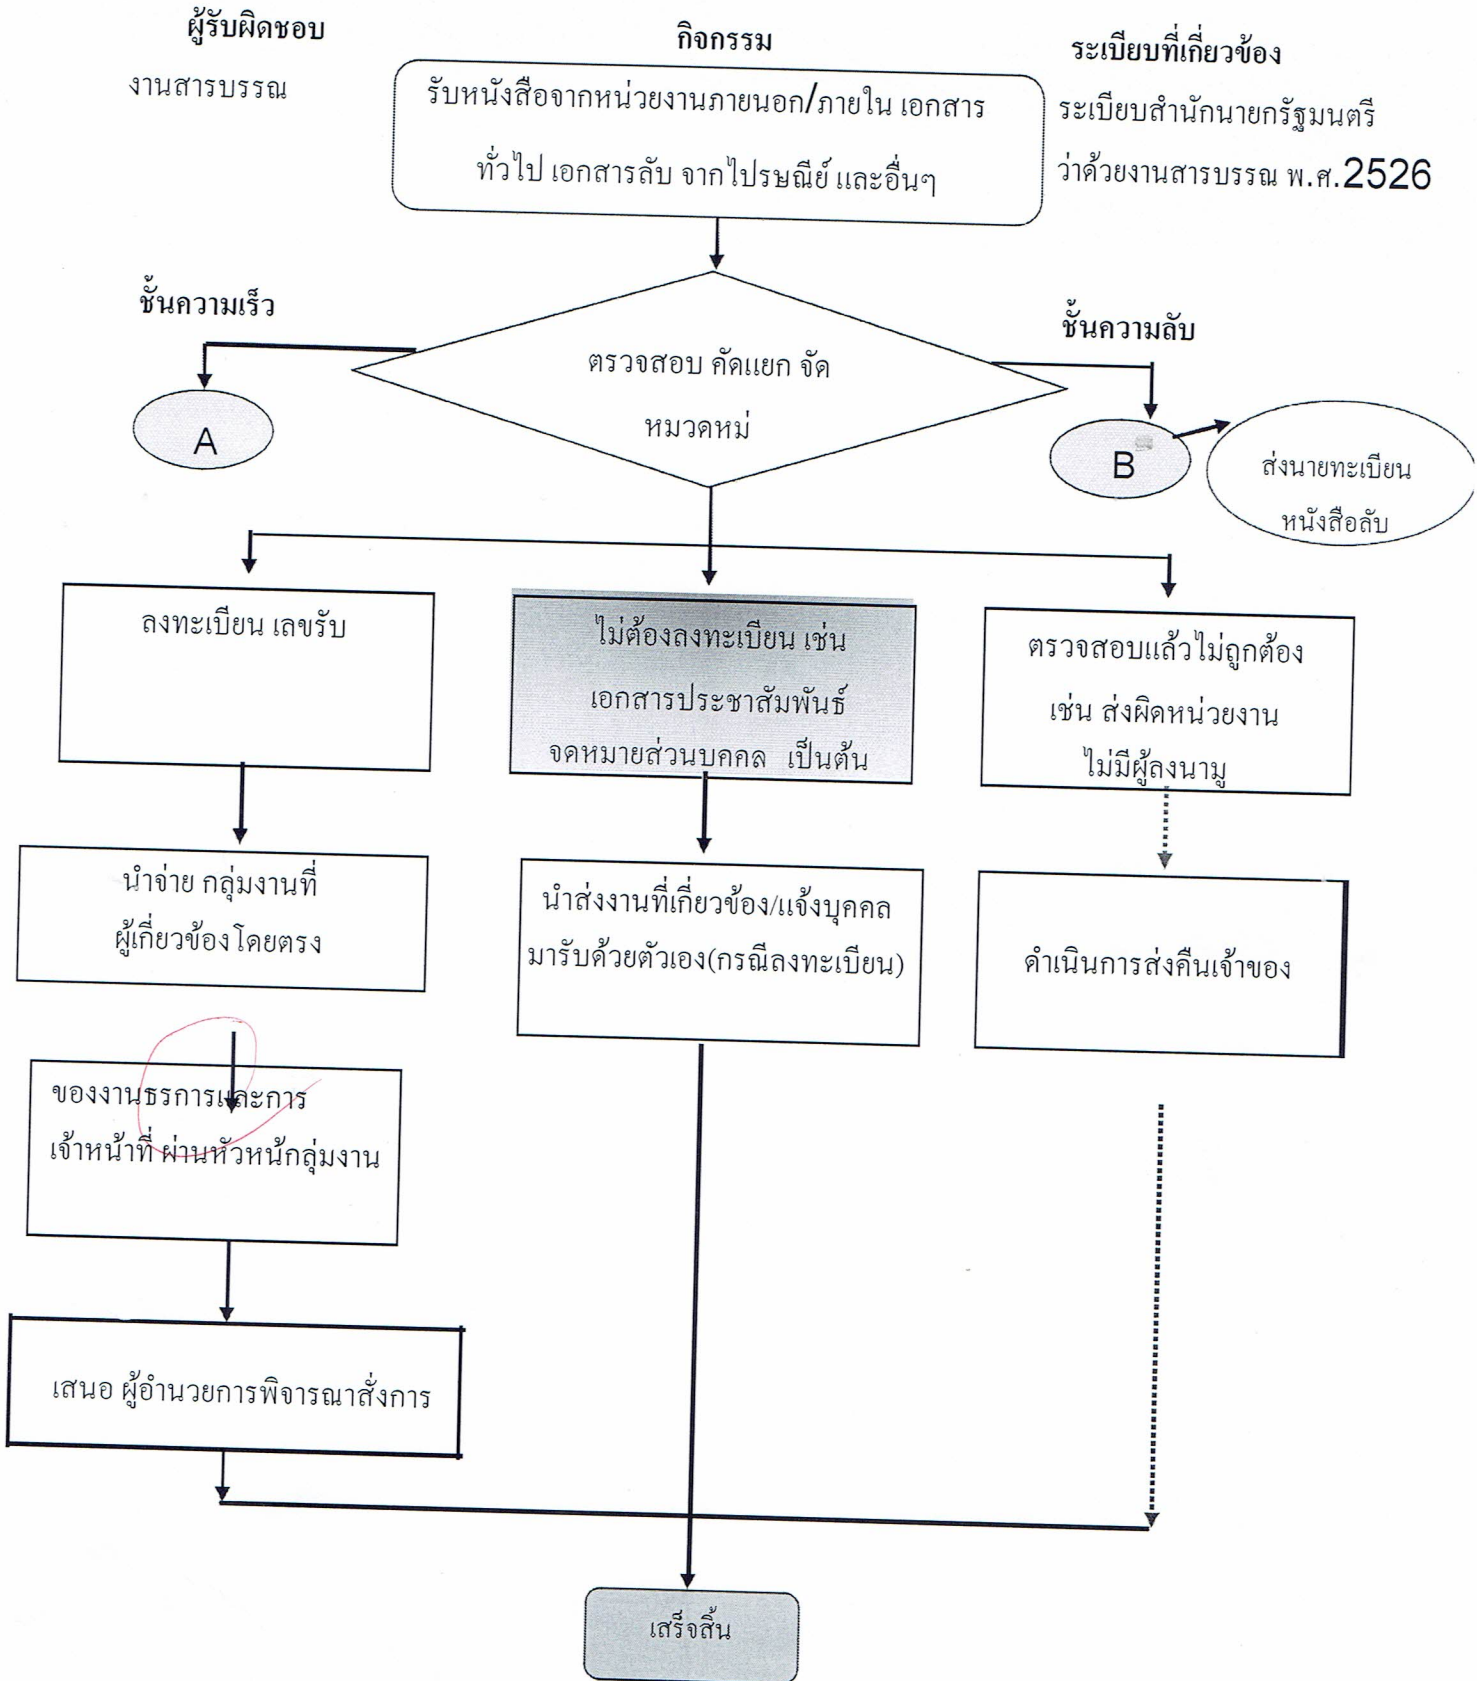 ผู้รับผิดชอบ
กิจกรรม
ระเบียบที่เกี่ยวข้อง
งานสารบรรณ
รับหนังสือจากหน่วยงานภายนอก/ภายใน เอกสาร
ทั่วไป เอกสารลับ จากไปรษณีย์ และอื่นๆ
ระเบียบสำนักนายกรัฐมนตรี
ว่าด้วยงานสารบรรณ พ.ศ.2526
ชั้นความเร็ว
ชั้นความลับ
ตรวจสอบ คัดแยก จัด
หมวดหม่
A
B
ส่งนายทะเบียน
หนังสือลับ
ลงทะเบียน เลขรับ
ไม่ต้องลงทะเบียน เช่น
เอกสารประชาสัมพันธ์
จดหมายส่วนบคคล เป็นต้น
ตรวจสอบแล้วไม่ถูกต้อง
เช่น ส่งผิดหน่วยงาน
ไม่มีผู้ลงนามู
นำจ่าย กลุ่มงานที่
ผู้เกี่ยวข้องโดยตรง
นำส่งงานที่เกี่ยวข้อง/แจ้งบุคคล
มารับด้วยตัวเอง(กรณีลงทะเบียน)
ดำเนินการส่งคืนเจ้าของ
ของงานธรการและการ
เจ้าหน้าที่ ผ่านหัวหน้กลุ่มงาน
เสนอ ผู้อำนวยการพิจารณาสั่งการ
เสร็จสิ้น